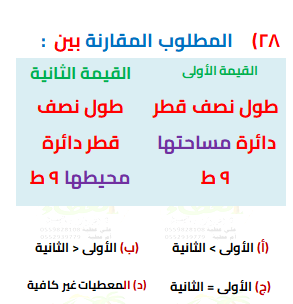 ٢٨) المطلوب المقارنة بين :
القيمة الأولى
القيمة الثانية
طول نصف قطر
دائرة مساحتها
٩ ط
طول نصف
قطر دائرة
محيطها ٩ ط
(أ) الأولى > الثانية
(ب) الأولى < الثانية
(ج) الأولى = الثانية
(د) المعطيات غير كافية